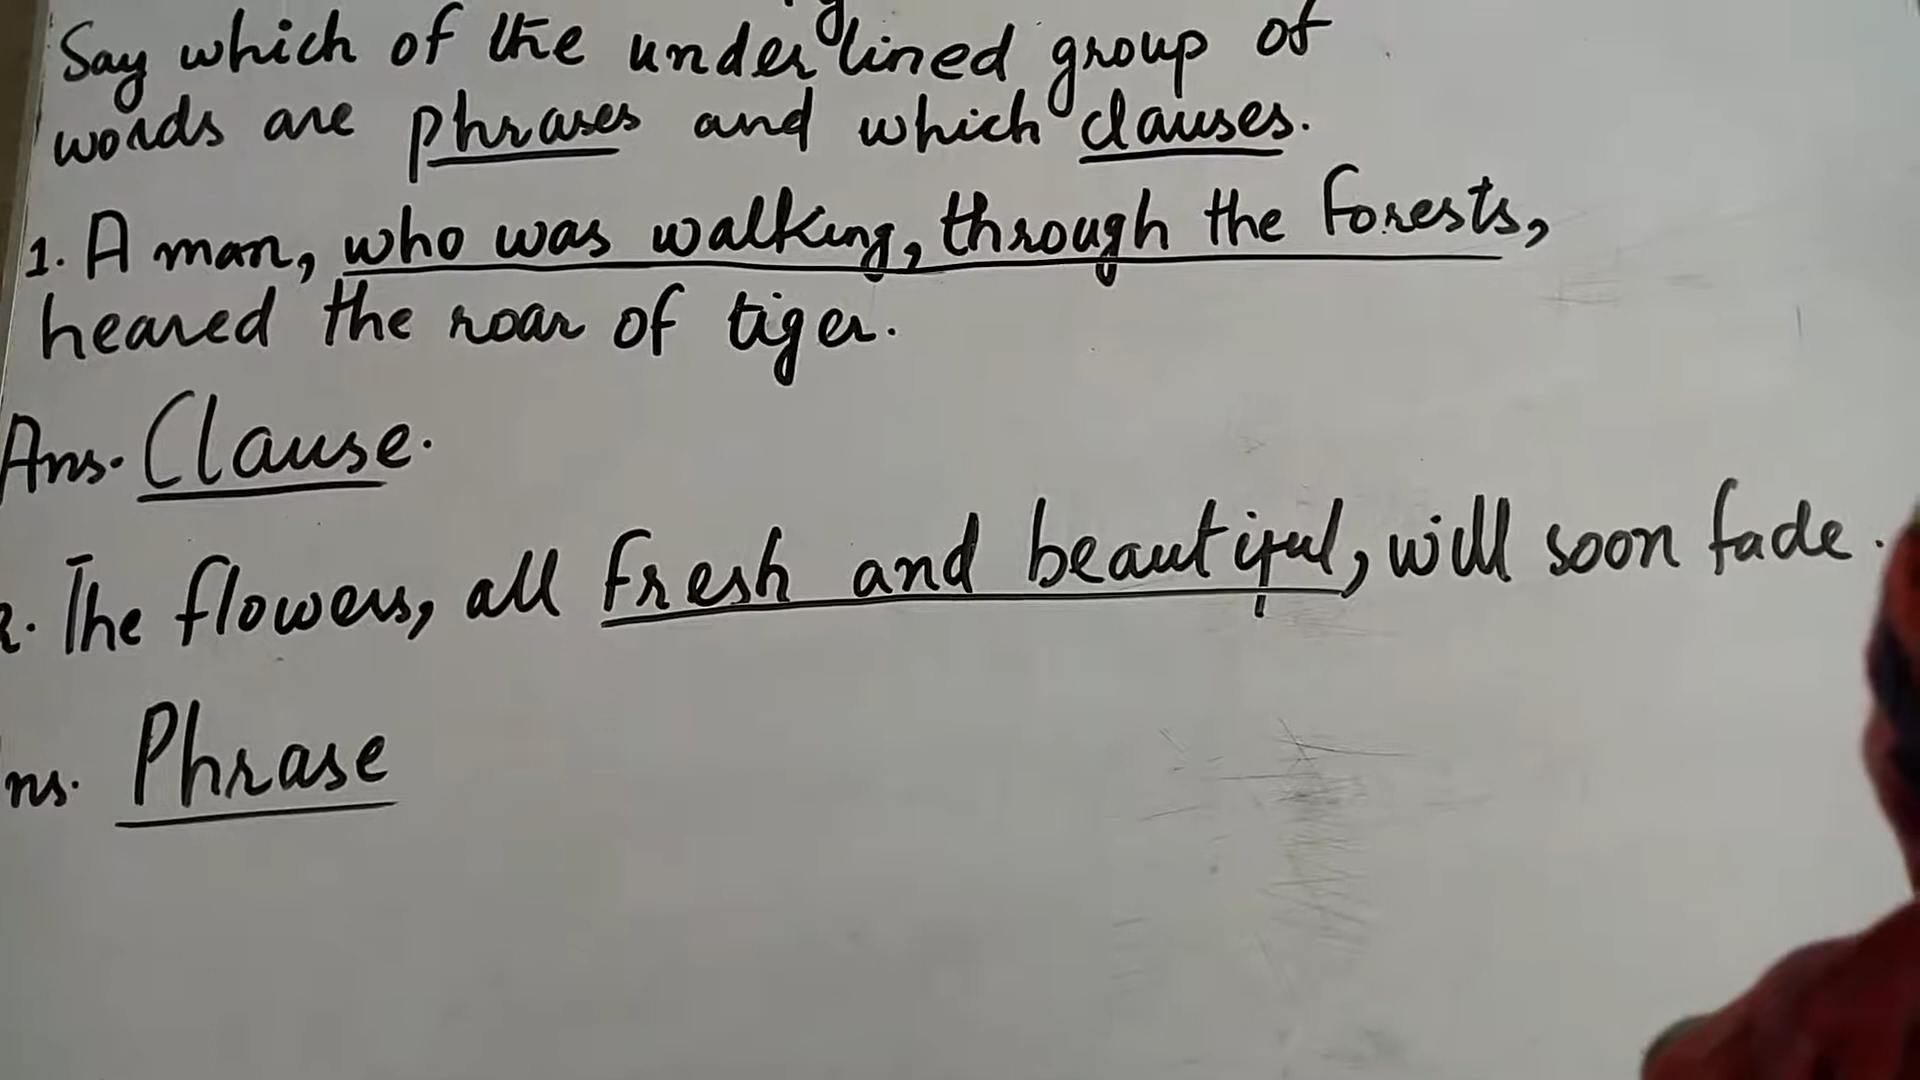 Say which of the underlined group of
words are phrases and which clauses.
1. A man, who was walking, through the forests,
heared the roar of tiger.
Ans. Clause.
2. The flowers, all fresh and beautiful, will soon fade.
ns. Phrase